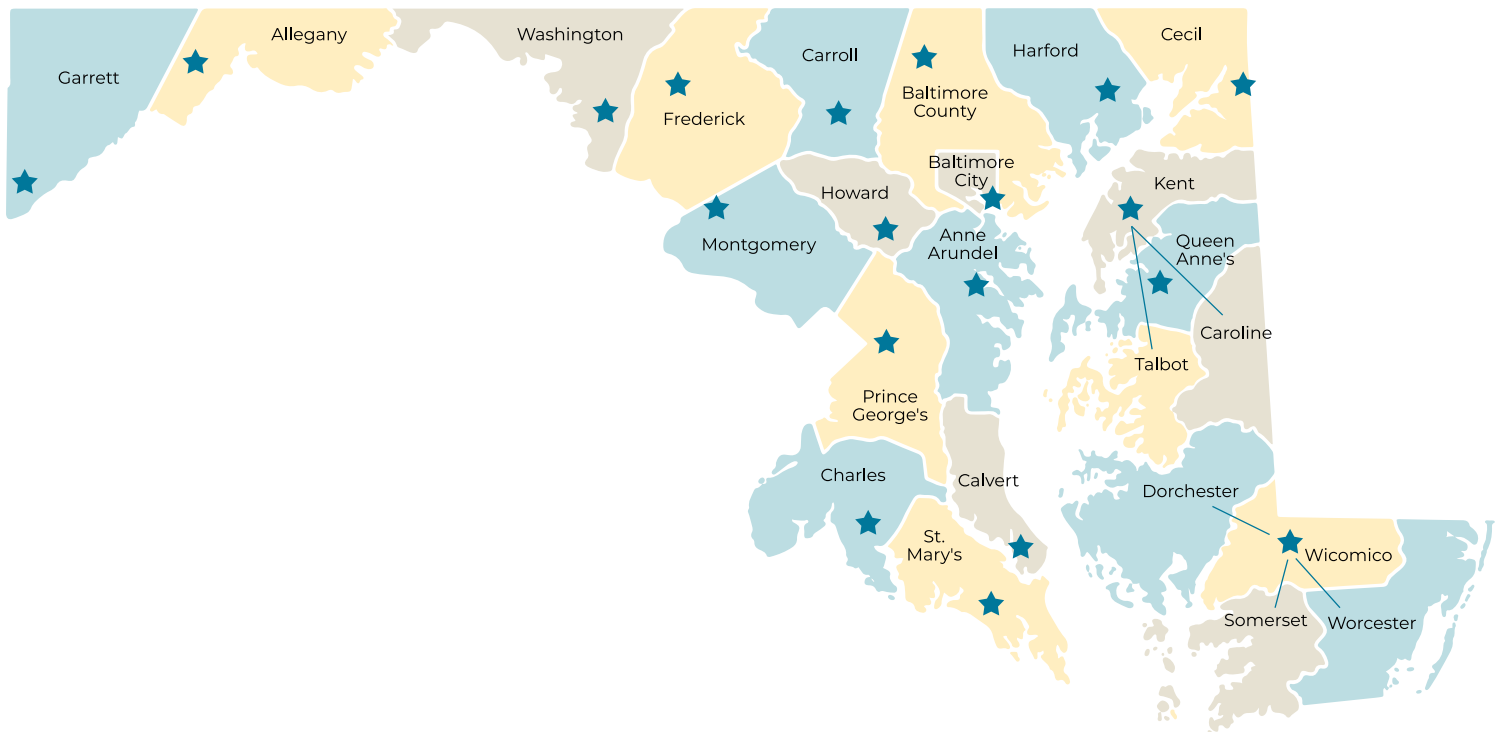 Allegany
Washington
Cecil
Harford
Carroll
Garrett
Baltimore
County
Frederick
Baltimore
City
Kent
Howard
Anne
Arundel
Queen
Anne's
Montgomery
Caroline
Talbot
Prince
George's
Charles
Calvert
Dorchester
St.
Mary's
Wicomico
Somerset
Worcester